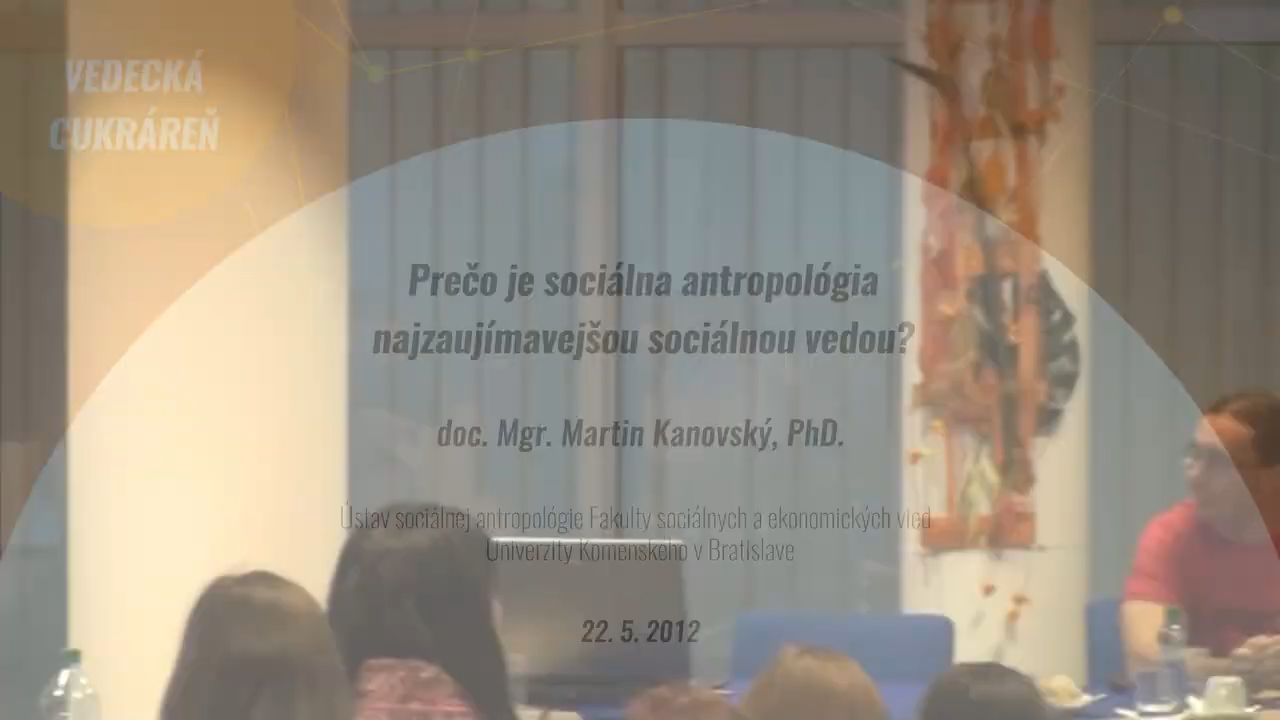 VEDECKÁ
CUKRÁREŇ
Prečo je sociálna antropológia
najzaujímavejšou sociálnou vedou?
doc. Mgr. Martin Kanovský, PhD.
Ústav sociálnej antropológie Fakulty sociálnych a ekonomických vied
Univerzity Komenského v Bratislave
22. 5. 2012